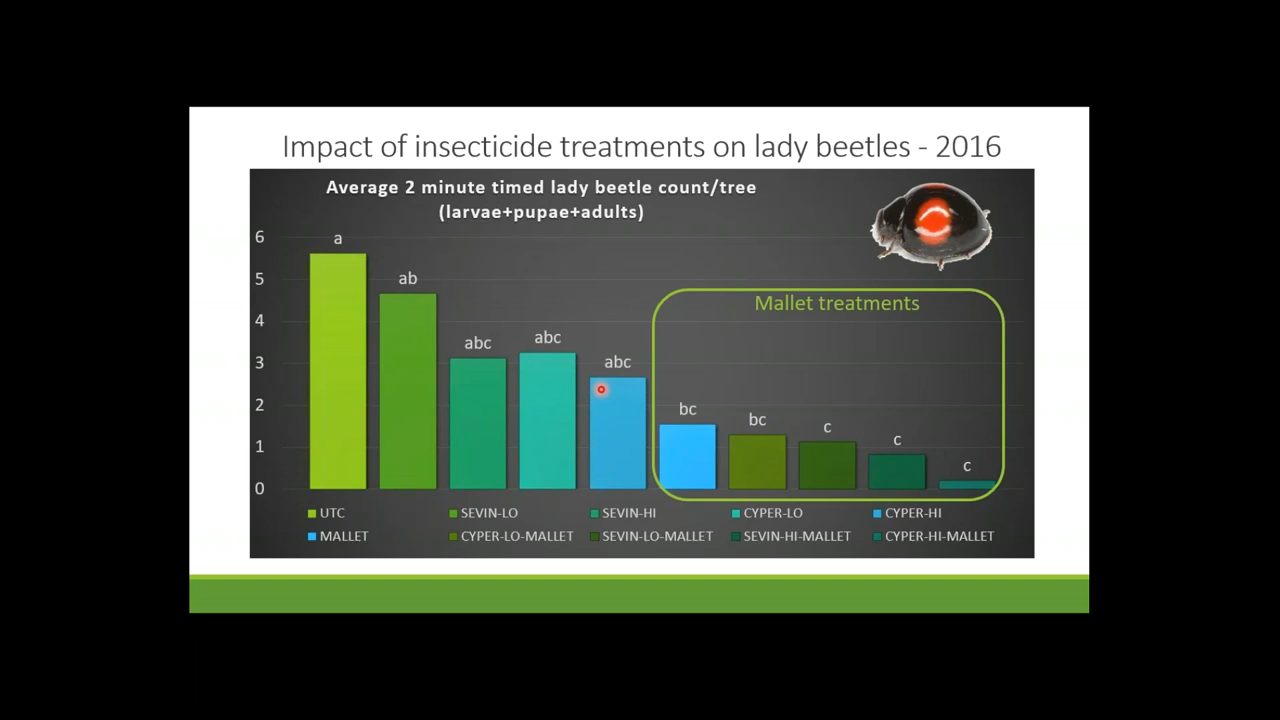 Impact of insecticide treatments on lady beetles - 2016
Average 2 minute timed lady beetle count/tree
(larvae+pupae+adults)
6
5
4
3
2
1
0
a
ab
abc
abc
abc
Mallet treatments
bc
bc
c
c
c
UTC SEVIN-LO SEVIN-HI CYPER-LO CYPER-HI
MALLET CYPER-LO-MALLET SEVIN-LO-MALLET SEVIN-HI-MALLET CYPER-HI-MALLET